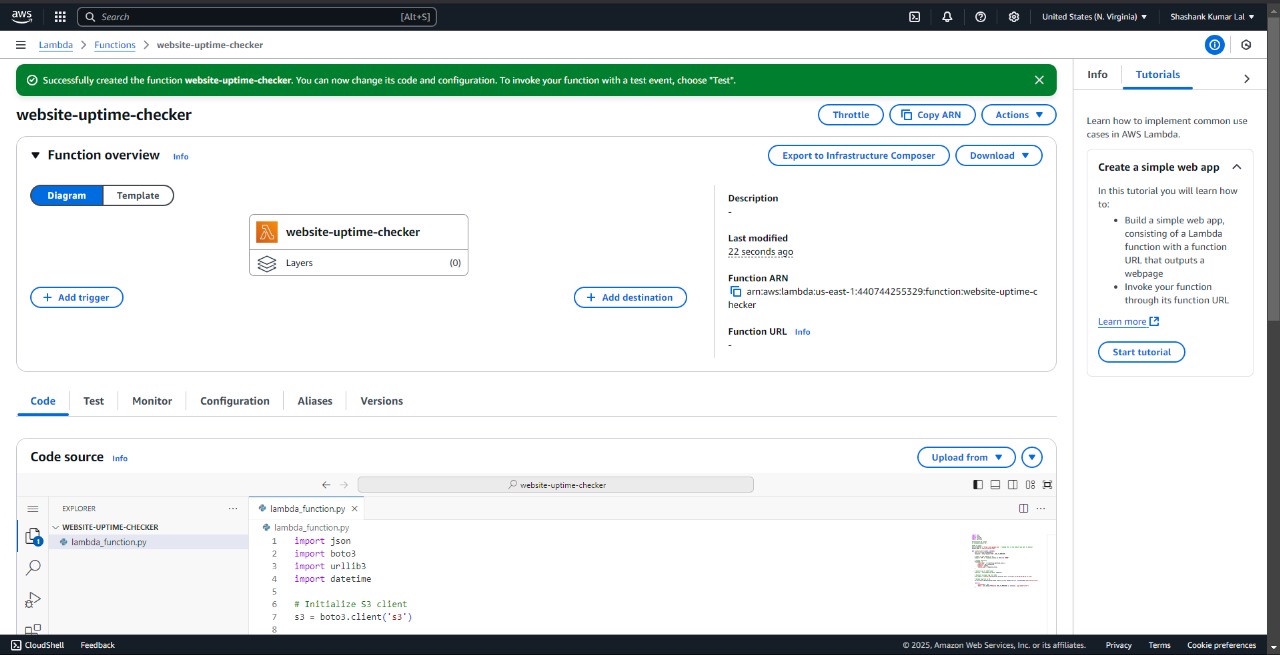 aws
Search [Alt+S]
United States (N. Virginia) ▼ Shashank Kumar Lal ▼
Lambda > Functions > website-uptime-checker
Successfully created the function website-uptime-checker. You can now change its code and configuration. To invoke your function with a test event, choose "Test".
Info Tutorials
website-uptime-checker
Throttle Copy ARN Actions ▼
Learn how to implement common use
cases in AWS Lambda.
▼ Function overview Info
Export to Infrastructure Composer Download ▼
Create a simple web app
In this tutorial you will learn how
to:
• Build a simple web app,
consisting of a Lambda
function with a function
URL that outputs a
webpage
• Invoke your function
through its function URL
Learn more
Start tutorial
Diagram Template
website-uptime-checker
Layers (0)
+ Add trigger
+ Add destination
Description
-
Last modified
22 seconds ago
Function ARN
arn:aws:lambda:us-east-1:440744255329:function:website-uptime-c
hecker
Function URL Info
-
Code Test Monitor Configuration Aliases Versions
Code source Info
Upload from ▼
website-uptime-checker
EXPLORER ...
WEBSITE-UPTIME-CHECKER
lambda_function.py
1
lambda_function.py ×
lambda_function.py
1 import json
2 import boto3
3 import urllib3
4 import datetime
5
6 # Initialize S3 client
7 s3 = boto3.client('s3')
8
CloudShell Feedback
© 2025, Amazon Web Services, Inc. or its affiliates. Privacy Terms Cookie preferences